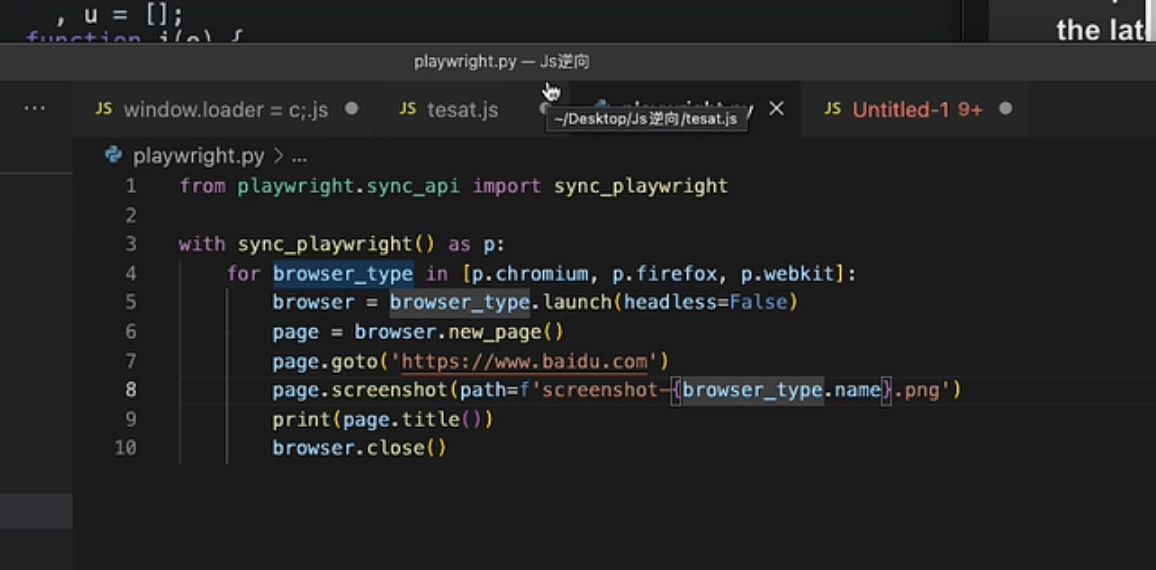 , u = [];
function i(e) {
the lat
playwright.py — Js逆向
... JS window.loader = c;.js JS tesat.js playwright.py JS Untitled-1 9+
~/Desktop/Js逆向/tesat.js
playwright.py > ...
1 from playwright.sync_api import sync_playwright
2
3 with sync_playwright() as p:
4 for browser_type in [p.chromium, p.firefox, p.webkit]:
5 browser = browser_type.launch(headless=False)
6 page = browser.new_page()
7 page.goto('https://www.baidu.com')
8 page.screenshot(path=f'screenshot-{browser_type.name}.png')
9 print(page.title())
10 browser.close()